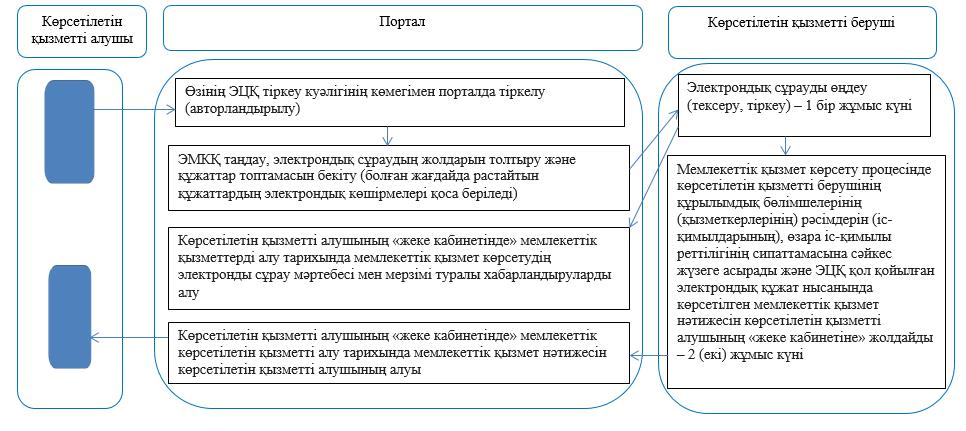 Көрсетілетін
қызметті алушы
Портал
Көрсетілетін қызметті беруші
Өзінің ЭЦҚ тіркеу куәлігінің көмегімен порталда тіркелу
(авторландырылу)
ЭМКҚ таңдау, электрондық сұраудың жолдарын толтыру және
құжаттар топтамасын бекіту (болған жағдайда растайтын
құжаттардың электрондық көшірмелері қоса беріледі)
Көрсетілетін қызметті алушының «жеке кабинетінде» мемлекеттік
қызметтерді алу тарихында мемлекеттік қызмет көрсетудің
электронды сұрау мәртебесі мен мерзімі туралы хабарландыруларды
алу
Көрсетілетін қызметті алушының «жеке кабинетінде» мемлекеттік
көрсетілетін қызметті алу тарихында мемлекеттік қызмет нәтижесін
көрсетілетін қызметті алушының алуы
Электрондық сұрауды өңдеу
(тексеру, тіркеу) – 1 бір жұмыс күні
Мемлекеттік қызмет көрсету процесінде
көрсетілетін қызметті берушінің
құрылымдық бөлімшелерінің
(қызметкерлерінің) рәсімдерін (іс-
қимылдарының), өзара іс-қимылы
реттілігінің сипаттамасына сәйкес
жүзеге асырады және ЭЦҚ қол қойылған
электрондық құжат нысанында
көрсетілген мемлекеттік қызмет
нәтижесін көрсетілетін қызметті
алушының «жеке кабинетіне» жолдайды
– 2 (екі) жұмыс күні